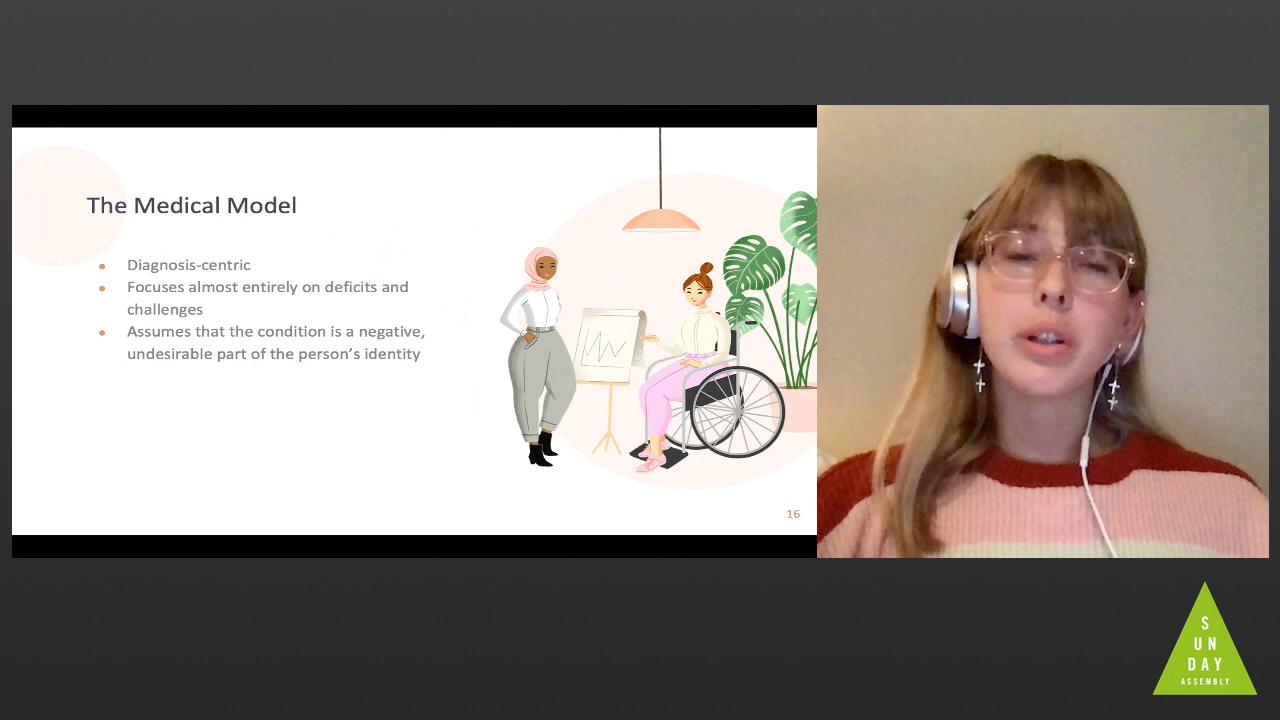 The Medical Model
Diagnosis-centric
Focuses almost entirely on deficits and
challenges
Assumes that the condition is a negative,
undesirable part of the person's identity
16
S
UN
DAY
ASSEMBLY